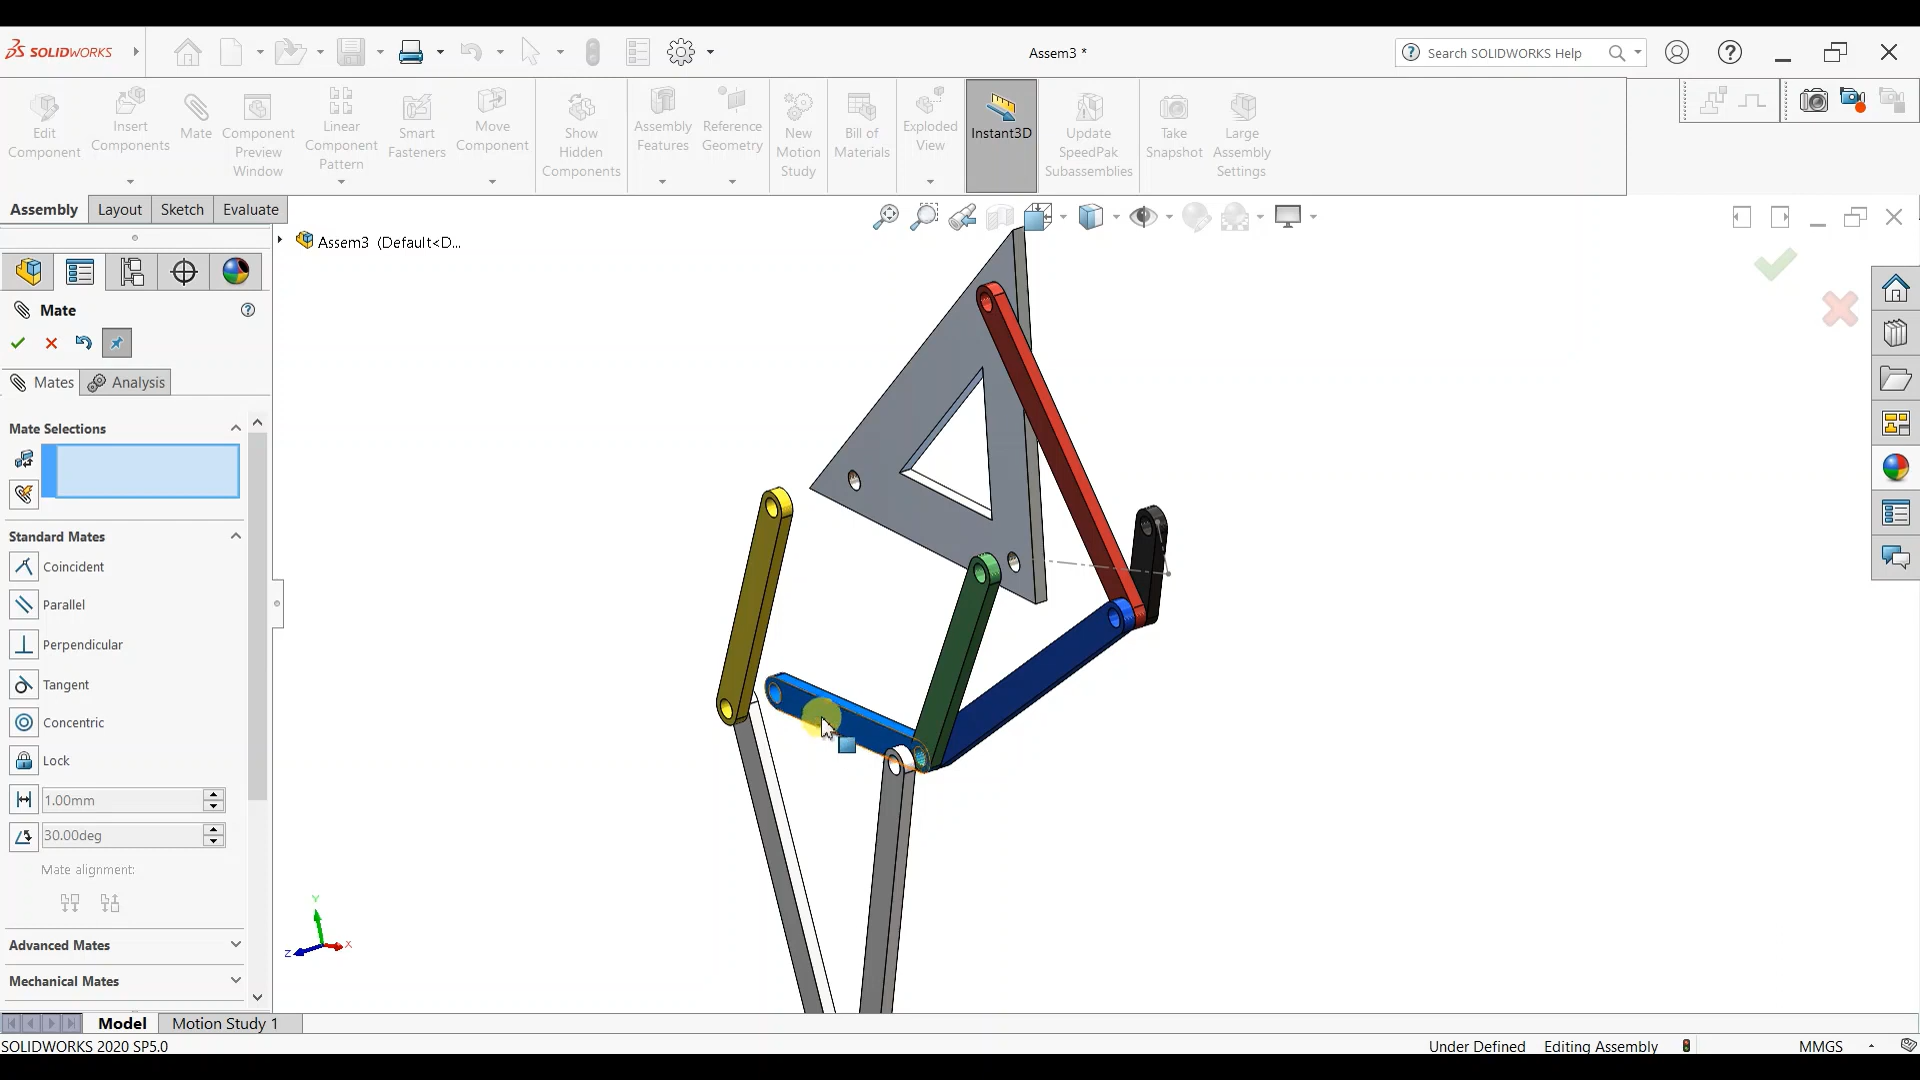 SOLIDWORKS
Assem3 *
Search SOLIDWORKS Help
Edit Component
Insert Components
Mate
Component Preview Window
Linear Component Pattern
Smart Fasteners
Move Component
Show Hidden Components
Assembly Features
Reference Geometry
New Motion Study
Bill of Materials
Exploded View
Instant3D
Update SpeedPak Subassemblies
Take Snapshot
Large Assembly Settings
Assembly
Layout
Sketch
Evaluate
Assem3 (Default<D...
Mate
Mates
Analysis
Mate Selections
Standard Mates
Coincident
Parallel
Perpendicular
Tangent
Concentric
Lock
1.00mm
30.00deg
Mate alignment:
Advanced Mates
Mechanical Mates
Y
Z
X
Model
Motion Study 1
SOLIDWORKS 2020 SP5.0
Under Defined
Editing Assembly
MMGS